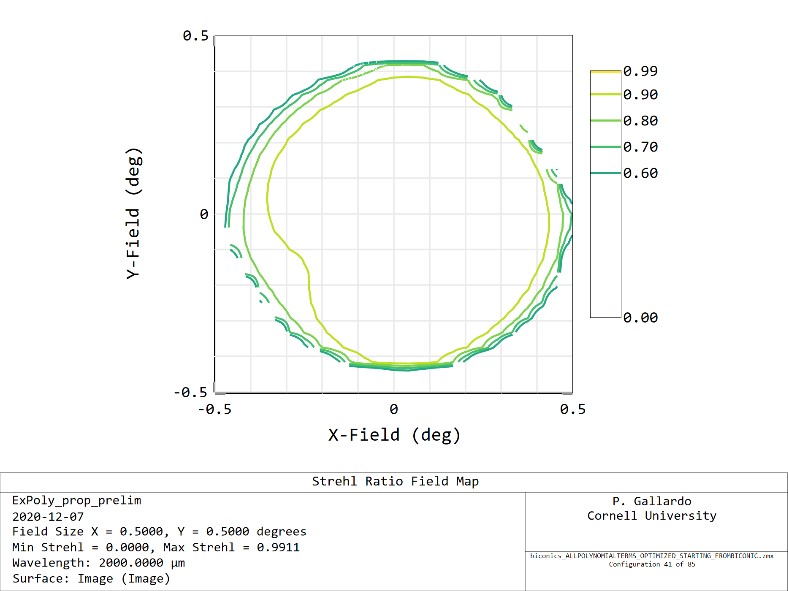 0.5
0
-0.5
-0.5
0
0.5
Y-Field (deg)
X-Field (deg)
0.99
0.90
0.80
0.70
0.60
0.00
Strehl Ratio Field Map
ExPoly_prop_prelim
2020-12-07
Field Size X = 0.5000, Y = 0.5000 degrees
Min Strehl = 0.0000, Max Strehl = 0.9911
Wavelength: 2000.0000 µm
Surface: Image (Image)
P. Gallardo
Cornell University
biconics_ALLPOLYNOMIALTERMS_OPTIMIZED_STARTING_FROMBICONIC.zmx
Configuration 41 of 85